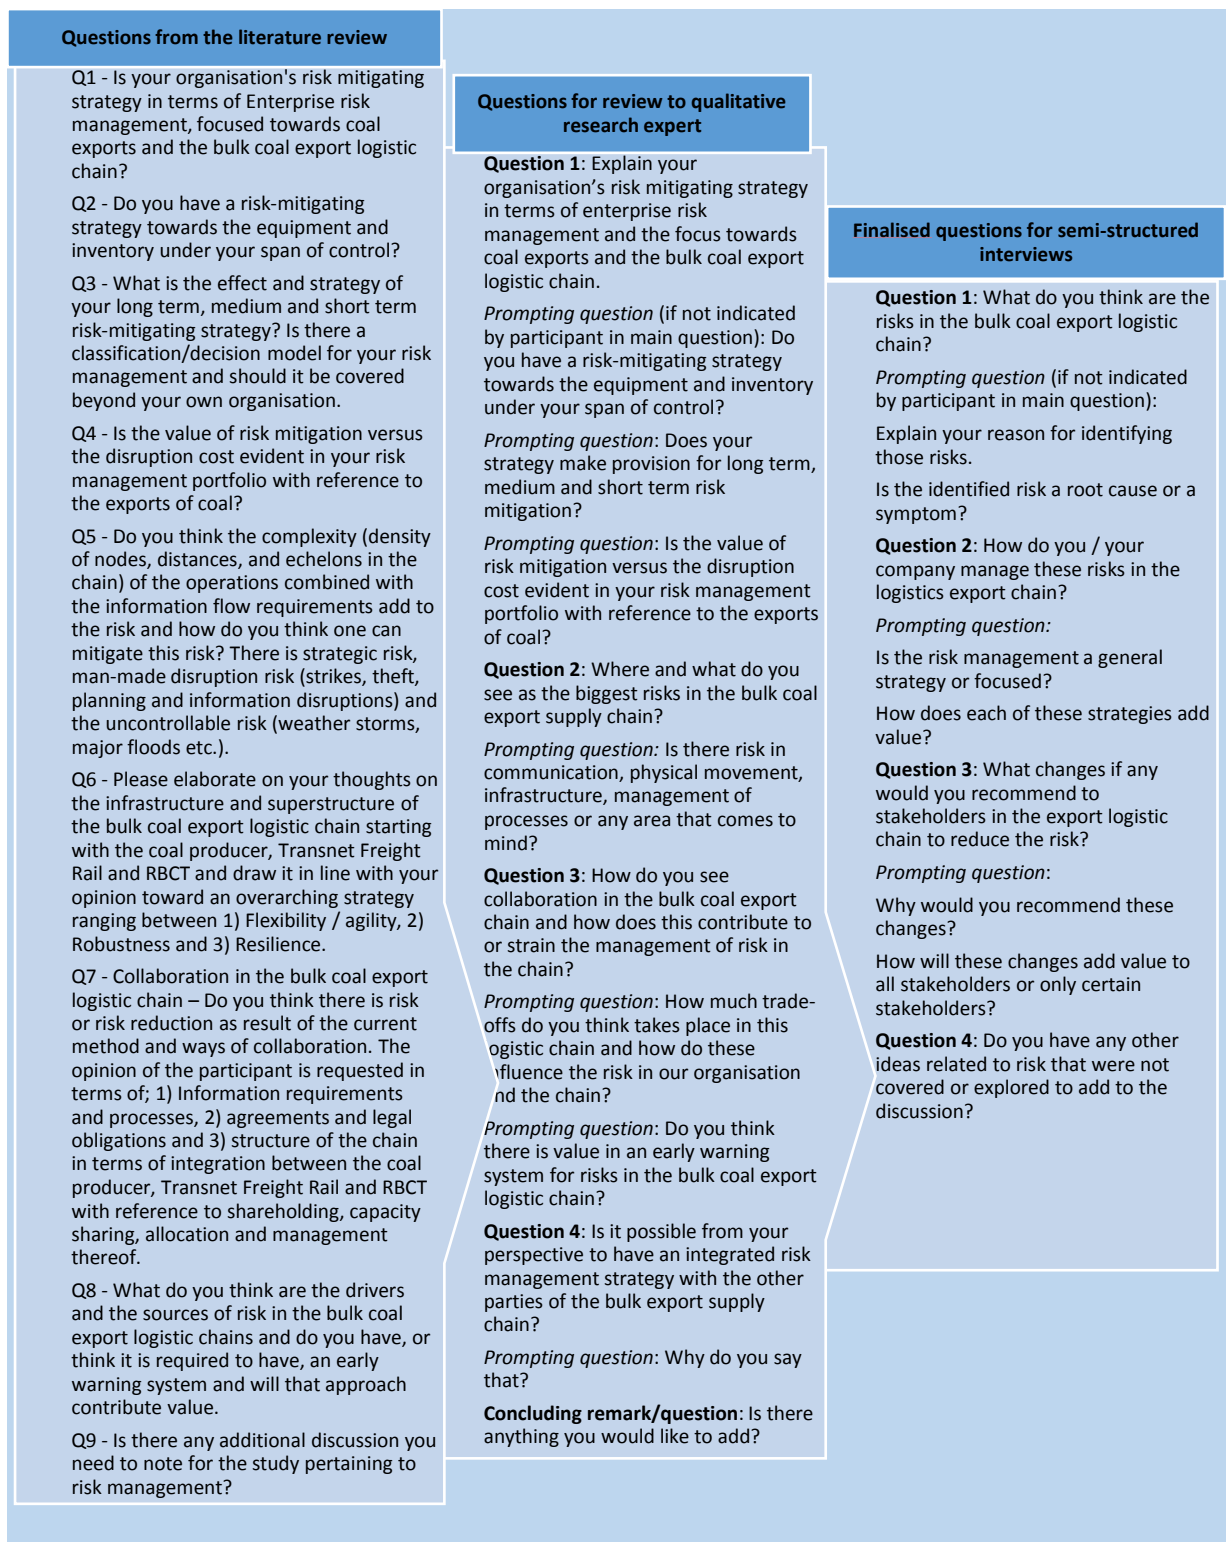 Questions from the literature review
Q1 - Is your organisation's risk mitigating
strategy in terms of Enterprise risk
management, focused towards coal
exports and the bulk coal export logistic
chain?
Q2 - Do you have a risk-mitigating
strategy towards the equipment and
inventory under your span of control?
Q3 - What is the effect and strategy of
your long term, medium and short term
risk-mitigating strategy? Is there a
classification/decision model for your risk
management and should it be covered
beyond your own organisation.
Q4 - Is the value of risk mitigation versus
the disruption cost evident in your risk
management portfolio with reference to
the exports of coal?
Q5 - Do you think the complexity (density
of nodes, distances, and echelons in the
chain) of the operations combined with
the information flow requirements add to
the risk and how do you think one can
mitigate this risk? There is strategic risk,
man-made disruption risk (strikes, theft,
planning and information disruptions) and
the uncontrollable risk (weather storms,
major floods etc.).
Q6 - Please elaborate on your thoughts on
the infrastructure and superstructure of
the bulk coal export logistic chain starting
with the coal producer, Transnet Freight
Rail and RBCT and draw it in line with your
opinion toward an overarching strategy
ranging between 1) Flexibility / agility, 2)
Robustness and 3) Resilience.
Q7 - Collaboration in the bulk coal export
logistic chain – Do you think there is risk
or risk reduction as result of the current
method and ways of collaboration. The
opinion of the participant is requested in
terms of; 1) Information requirements
and processes, 2) agreements and legal
obligations and 3) structure of the chain
in terms of integration between the coal
producer, Transnet Freight Rail and RBCT
with reference to shareholding, capacity
sharing, allocation and management
thereof.
Q8 - What do you think are the drivers
and the sources of risk in the bulk coal
export logistic chains and do you have, or
think it is required to have, an early
warning system and will that approach
contribute value.
Q9 - Is there any additional discussion you
need to note for the study pertaining to
risk management?
Questions for review to qualitative
research expert
Question 1: Explain your
organisation’s risk mitigating strategy
in terms of enterprise risk
management and the focus towards
coal exports and the bulk coal export
logistic chain.
Prompting question (if not indicated
by participant in main question): Do
you have a risk-mitigating strategy
towards the equipment and inventory
under your span of control?
Prompting question: Does your
strategy make provision for long term,
medium and short term risk
mitigation?
Prompting question: Is the value of
risk mitigation versus the disruption
cost evident in your risk management
portfolio with reference to the exports
of coal?
Question 2: Where and what do you
see as the biggest risks in the bulk coal
export supply chain?
Prompting question: Is there risk in
communication, physical movement,
infrastructure, management of
processes or any area that comes to
mind?
Question 3: How do you see
collaboration in the bulk coal export
chain and how does this contribute to
or strain the management of risk in
the chain?
Prompting question: How much trade-
offs do you think takes place in this
logistic chain and how do these
influence the risk in our organisation
and the chain?
Prompting question: Do you think
there is value in an early warning
system for risks in the bulk coal export
logistic chain?
Question 4: Is it possible from your
perspective to have an integrated risk
management strategy with the other
parties of the bulk export supply
chain?
Prompting question: Why do you say
that?
Concluding remark/question: Is there
anything you would like to add?
Finalised questions for semi-structured
interviews
Question 1: What do you think are the
risks in the bulk coal export logistic
chain?
Prompting question (if not indicated
by participant in main question):
Explain your reason for identifying
those risks.
Is the identified risk a root cause or a
symptom?
Question 2: How do you / your
company manage these risks in the
logistics export chain?
Prompting question:
Is the risk management a general
strategy or focused?
How does each of these strategies add
value?
Question 3: What changes if any
would you recommend to
stakeholders in the export logistic
chain to reduce the risk?
Prompting question:
Why would you recommend these
changes?
How will these changes add value to
all stakeholders or only certain
stakeholders?
Question 4: Do you have any other
ideas related to risk that were not
covered or explored to add to the
discussion?